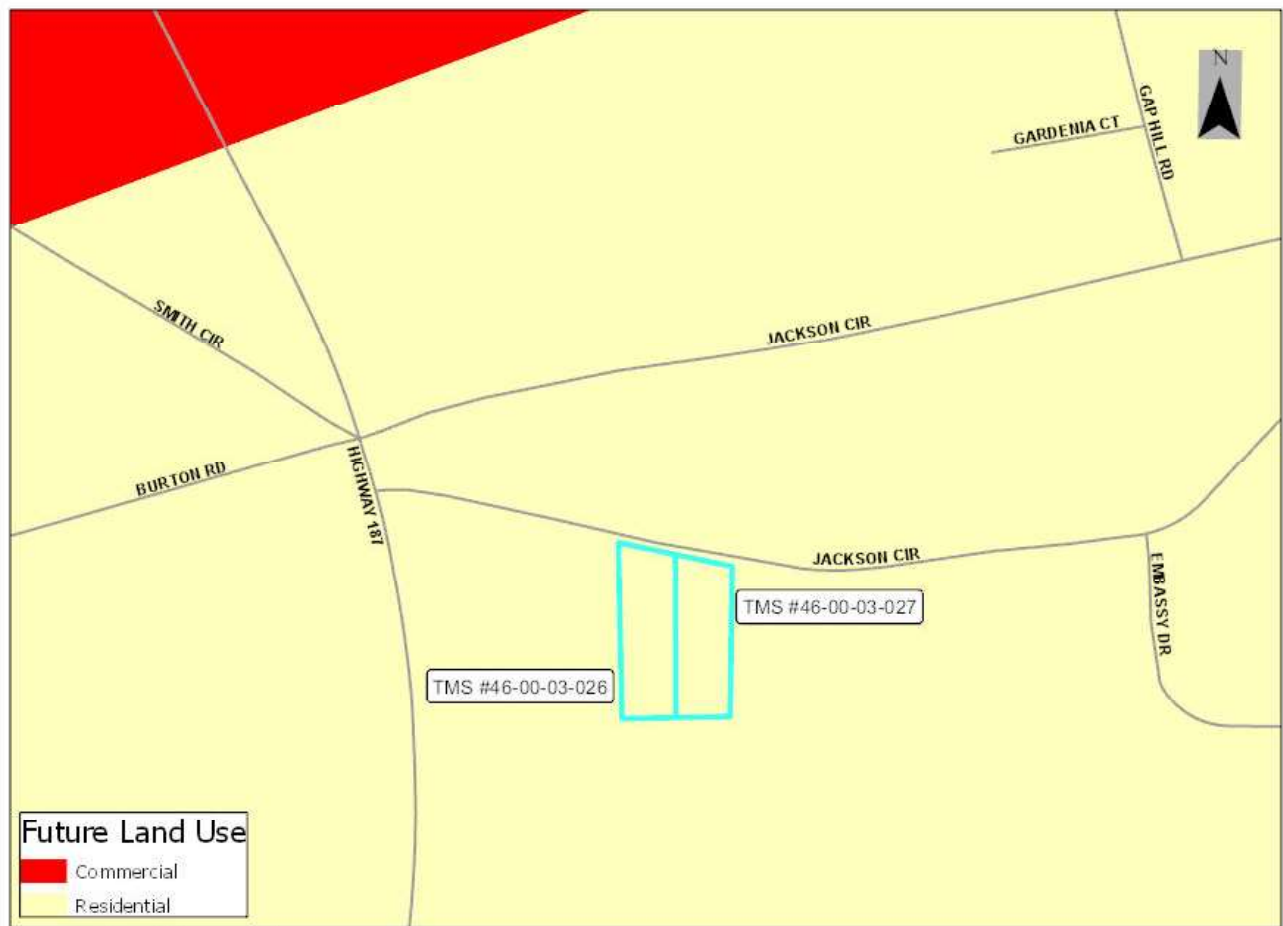 N
GAP HILL RD
GARDENIA CT
SMITH CIR
JACKSON CIR
BURTON RD
HIGHWAY 187
JACKSON CIR
EMBASSY DR
TMS #46-00-03-027
TMS #46-00-03-026
Future Land Use
Commercial
Residential